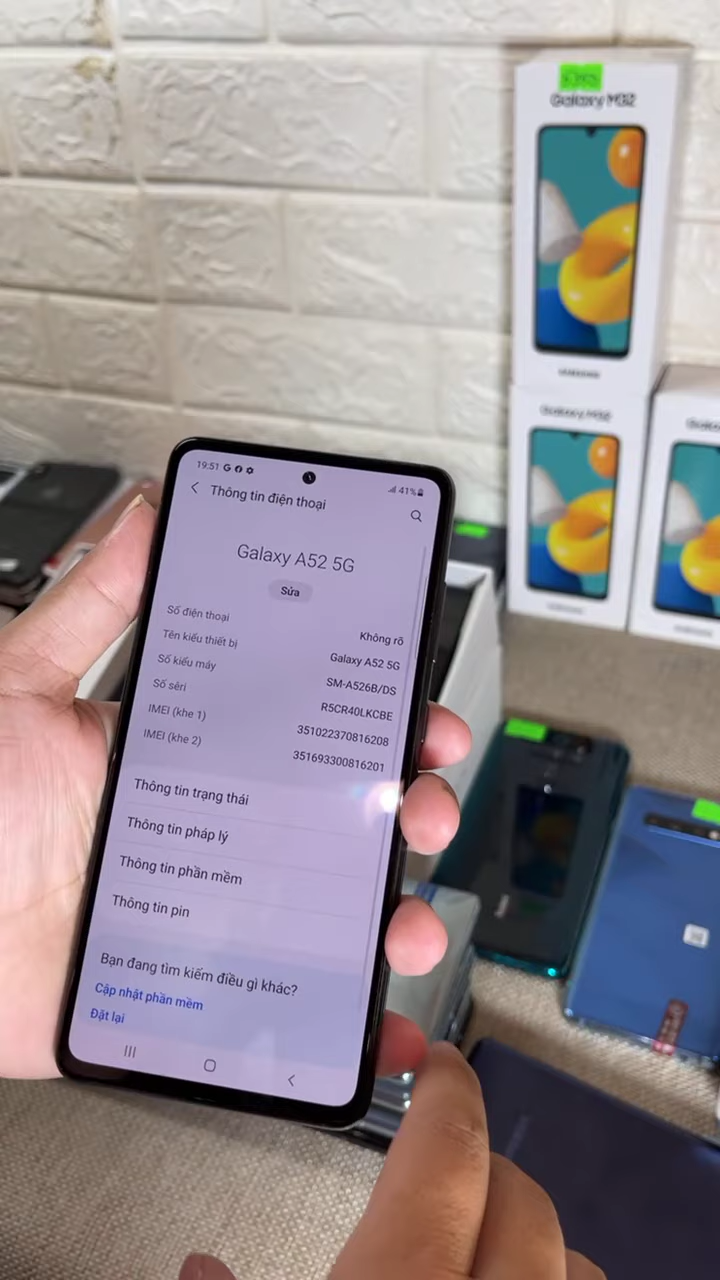 Galaxy M32
SAMSUNG
Galaxy M32
19:51
41%
Thông tin điện thoại
Galaxy A52 5G
Sửa
Số điện thoại
Không rõ
Tên kiểu thiết bị
Galaxy A52 5G
Số kiểu máy
SM-A526B/DS
Số sêri
R5CR40LKCBE
IMEI (khe 1)
351022370816208
IMEI (khe 2)
351693300816201
Thông tin trạng thái
Thông tin pháp lý
Thông tin phần mềm
Thông tin pin
Bạn đang tìm kiếm điều gì khác?
Cập nhật phần mềm
Đặt lại